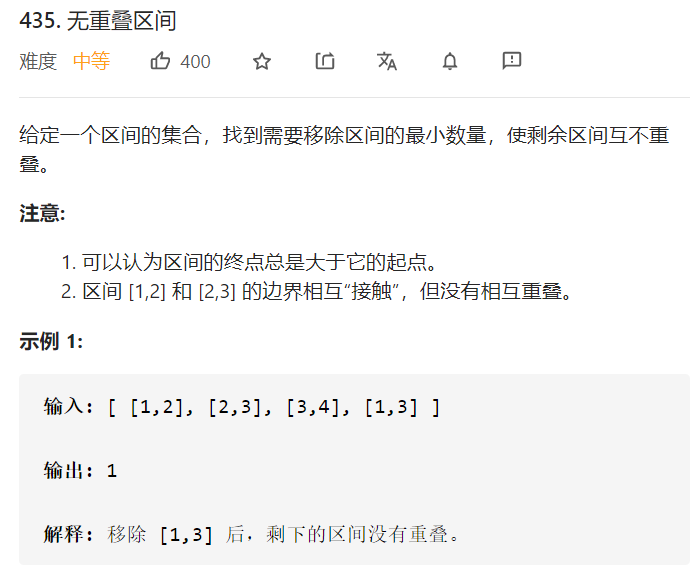 435. 无重叠区间
难度 中等 400
给定一个区间的集合，找到需要移除区间的最小数量，使剩余区间互不重
叠。
注意:
1. 可以认为区间的终点总是大于它的起点。
2. 区间 [1,2] 和 [2,3] 的边界相互“接触”，但没有相互重叠。
示例 1:
输入: [ [1,2], [2,3], [3,4], [1,3] ]
输出: 1
解释: 移除 [1,3] 后，剩下的区间没有重叠。